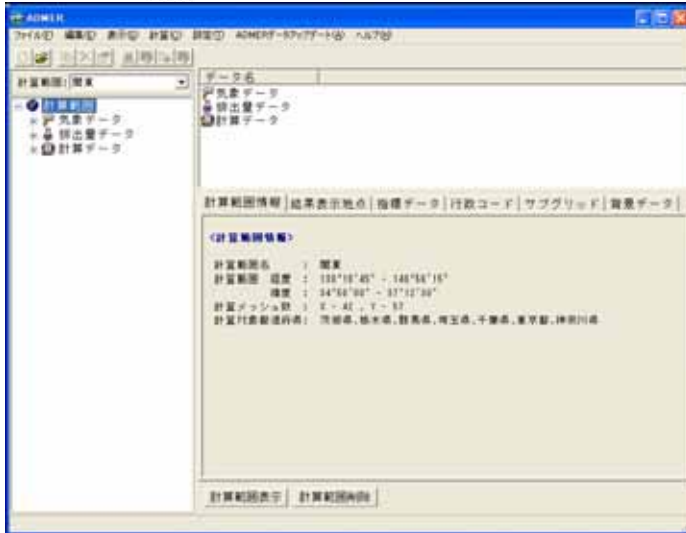 ADMER
ファイル(F) 編集(E) 表示(V) 計算(C) 設定(T) ADMERデータアップデート(A) ヘルプ(H)
計算範囲: 関東
計算範囲
気象データ
排出量データ
計算データ
データ名
気象データ
排出量データ
計算データ
計算範囲情報 結果表示地点 指標データ 行政コード サブグリッド 背景データ
<計算範囲情報>
計算範囲名 : 関東
計算範囲 経度 :
緯度 :
計算メッシュ数 : X - 42 , Y - 57
計算対象都道府県: 茨城県,栃木県,群馬県,埼玉県,千葉県,東京都,神奈川県
計算範囲表示 計算範囲削除